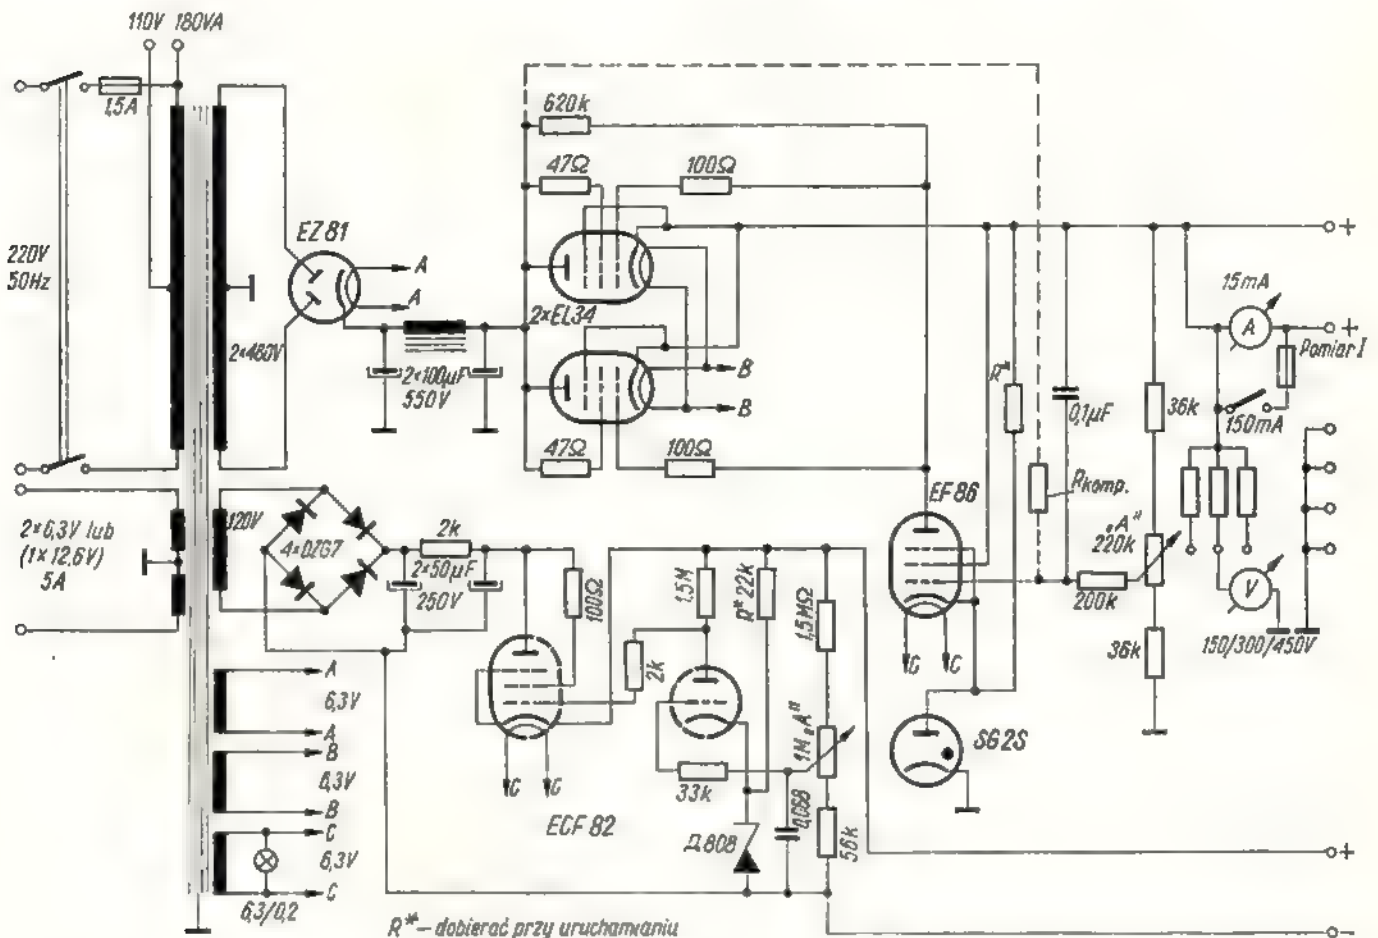 110V 180VA
1,5A
220V
50Hz
EZ 81
A
A
2×480V
2×100µF
550V
620k
47Ω
100Ω
2×EL34
B
B
47Ω
100Ω
EF 86
R*
0,1µF
Rkomp.
36k
„A"
220k
200k
36k
15mA
A
Pomiar I
150mA
V
150/300/450V
+
+
2×6,3V lub
(1×12,6V)
5A
120V
4×DZG7
2k
2×50µF
250V
100Ω
1,5M
R* 22k
1,5MΩ
2k
1M „A"
33k
0,068
56k
C
C
ECF 82
Д808
C
C
SG2S
A
6,3V
A
B
6,3V
B
C
6,3V
C
6,3/0,2
R* – dobierać przy uruchamianiu
+
-